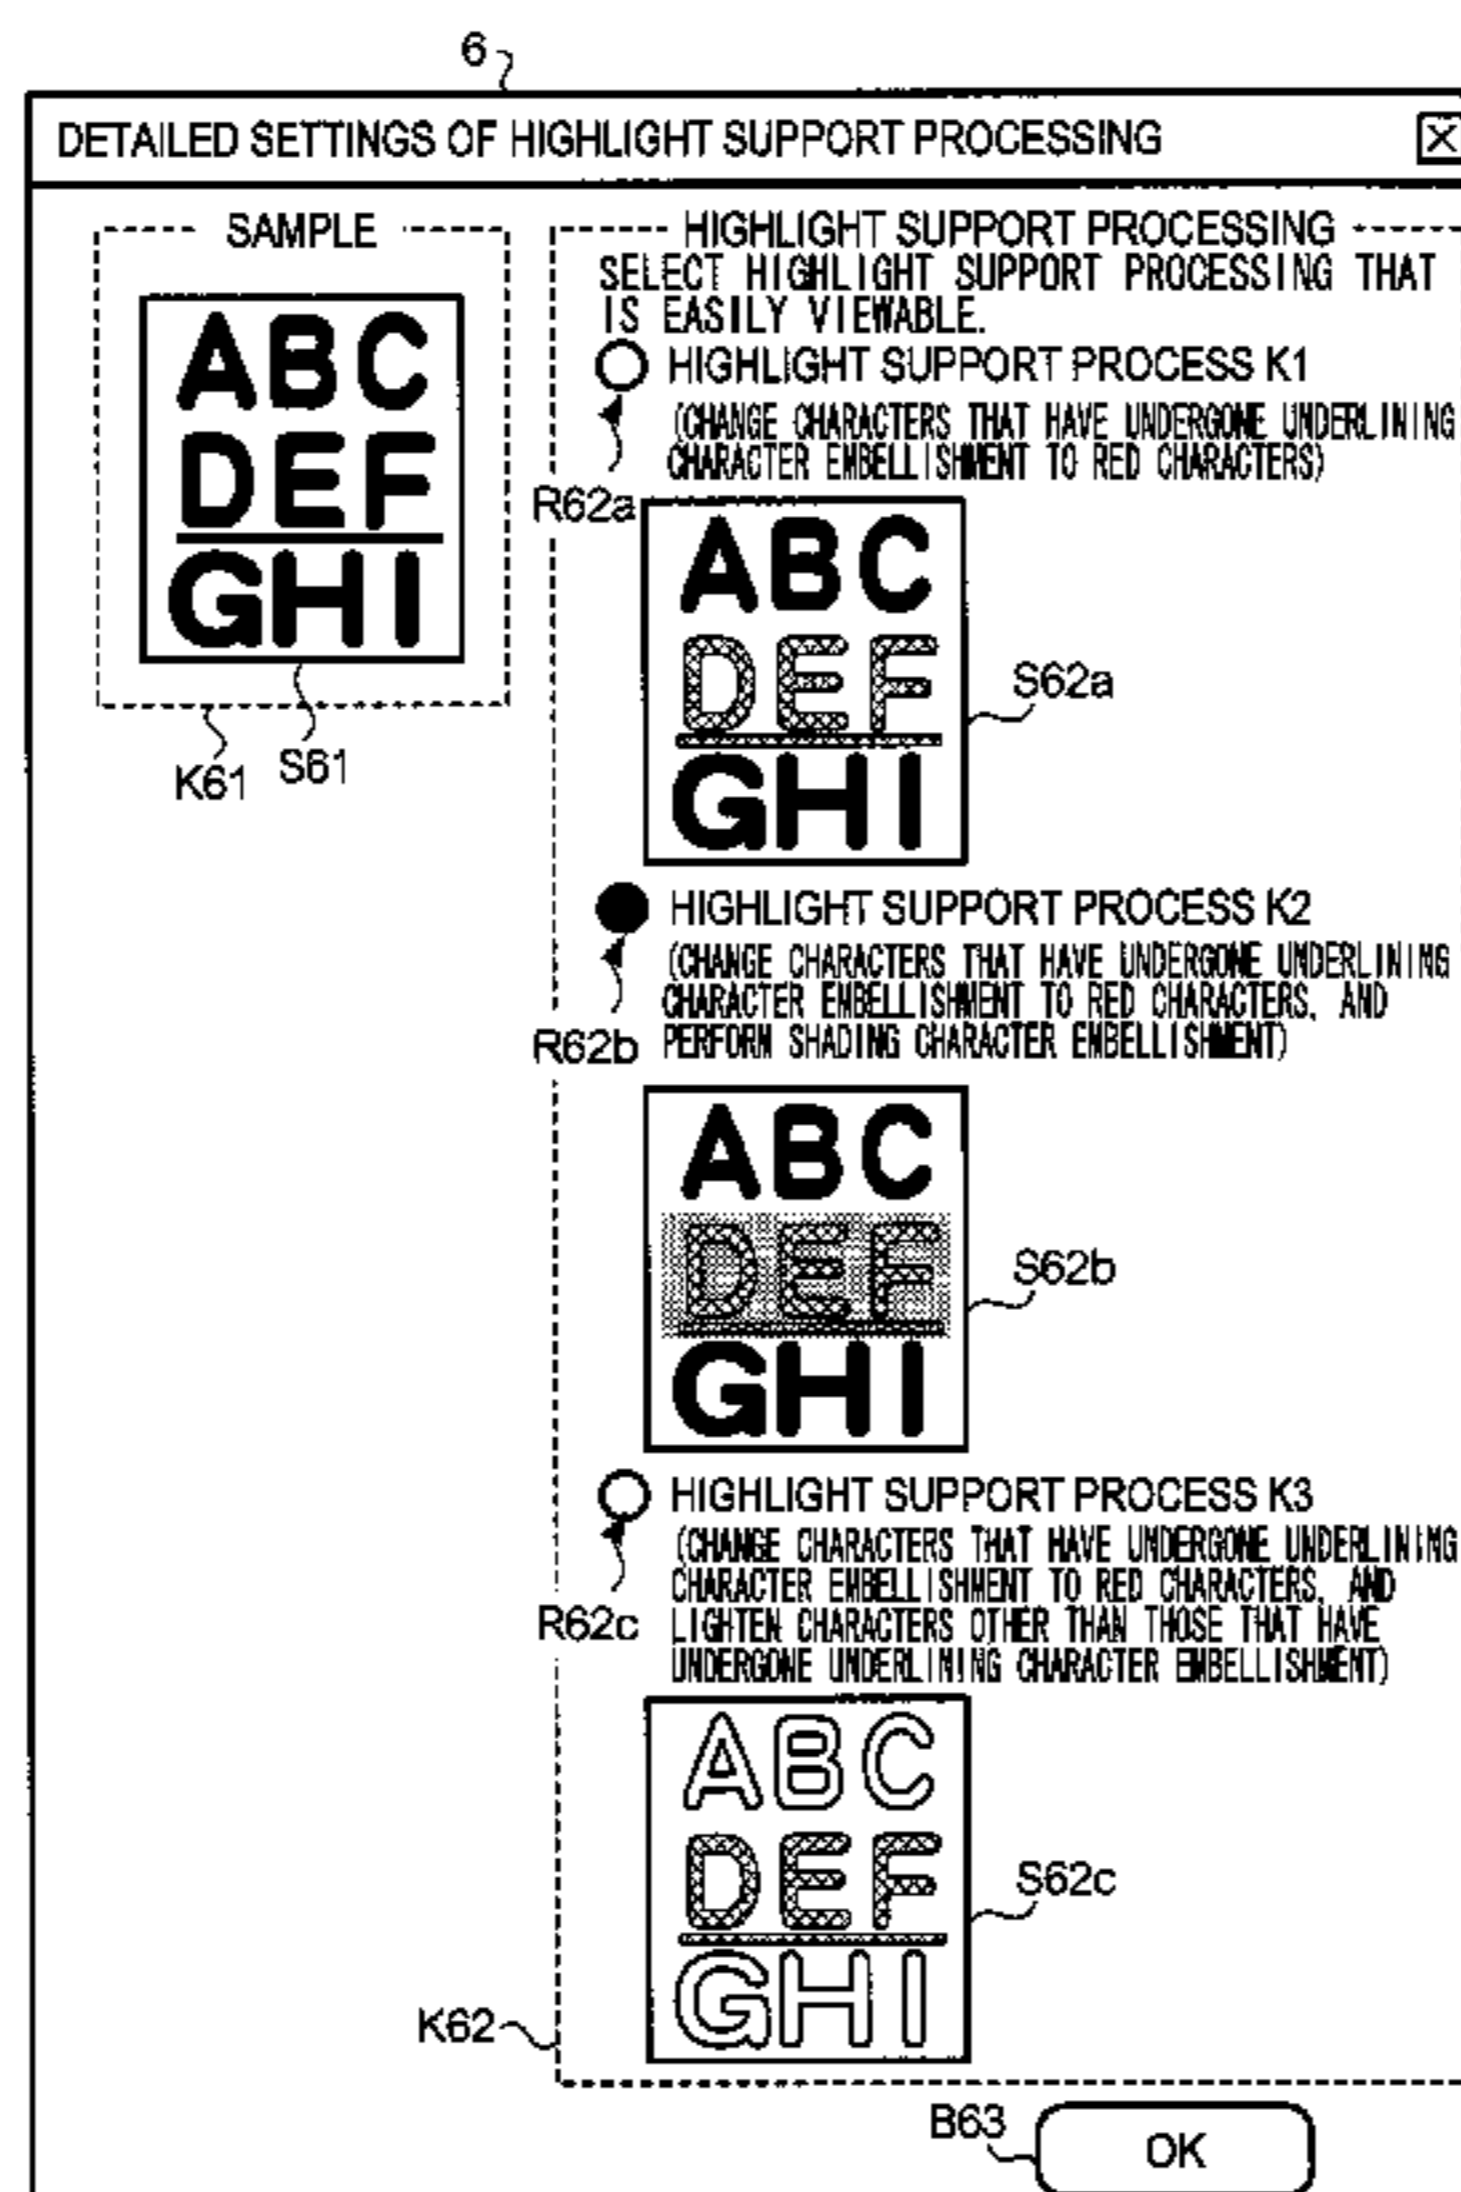 6
DETAILED SETTINGS OF HIGHLIGHT SUPPORT PROCESSING
SAMPLE
ABC
DEF
GHI
K61
S61
HIGHLIGHT SUPPORT PROCESSING
SELECT HIGHLIGHT SUPPORT PROCESSING THAT
IS EASILY VIEWABLE.
HIGHLIGHT SUPPORT PROCESS K1
(CHANGE CHARACTERS THAT HAVE UNDERGONE UNDERLINING
CHARACTER EMBELLISHMENT TO RED CHARACTERS)
R62a
ABC
DEF
GHI
S62a
HIGHLIGHT SUPPORT PROCESS K2
(CHANGE CHARACTERS THAT HAVE UNDERGONE UNDERLINING
CHARACTER EMBELLISHMENT TO RED CHARACTERS, AND
PERFORM SHADING CHARACTER EMBELLISHMENT)
R62b
ABC
DEF
GHI
S62b
HIGHLIGHT SUPPORT PROCESS K3
(CHANGE CHARACTERS THAT HAVE UNDERGONE UNDERLINING
CHARACTER EMBELLISHMENT TO RED CHARACTERS, AND
LIGHTEN CHARACTERS OTHER THAN THOSE THAT HAVE
UNDERGONE UNDERLINING CHARACTER EMBELLISHMENT)
R62c
ABC
DEF
GHI
S62c
K62
B63
OK